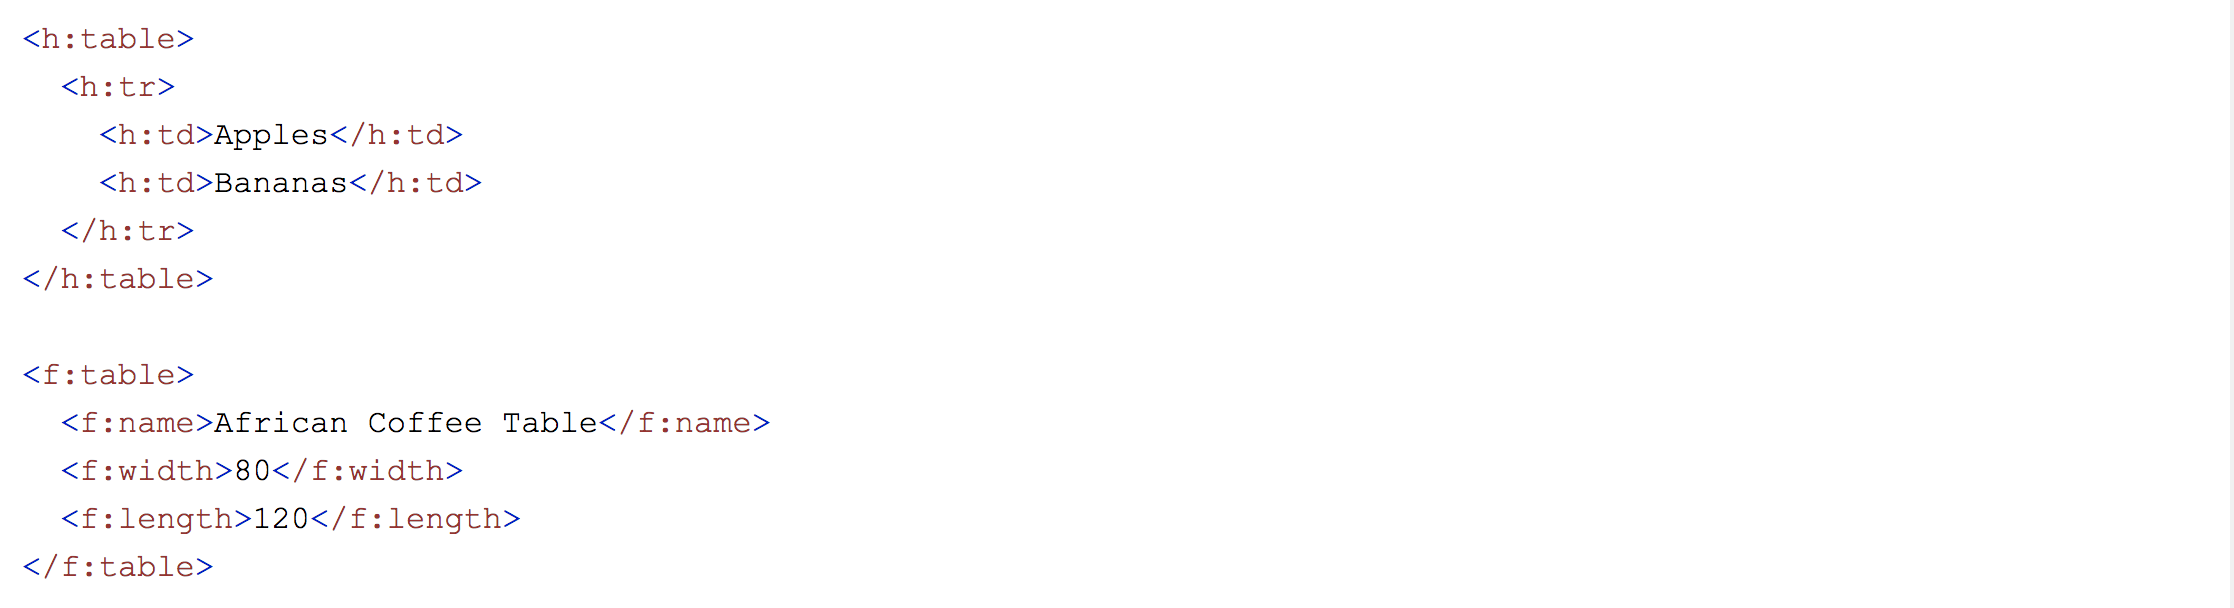 <h:table>
  <h:tr>
    <h:td>Apples</h:td>
    <h:td>Bananas</h:td>
  </h:tr>
</h:table>

<f:table>
  <f:name>African Coffee Table</f:name>
  <f:width>80</f:width>
  <f:length>120</f:length>
</f:table>